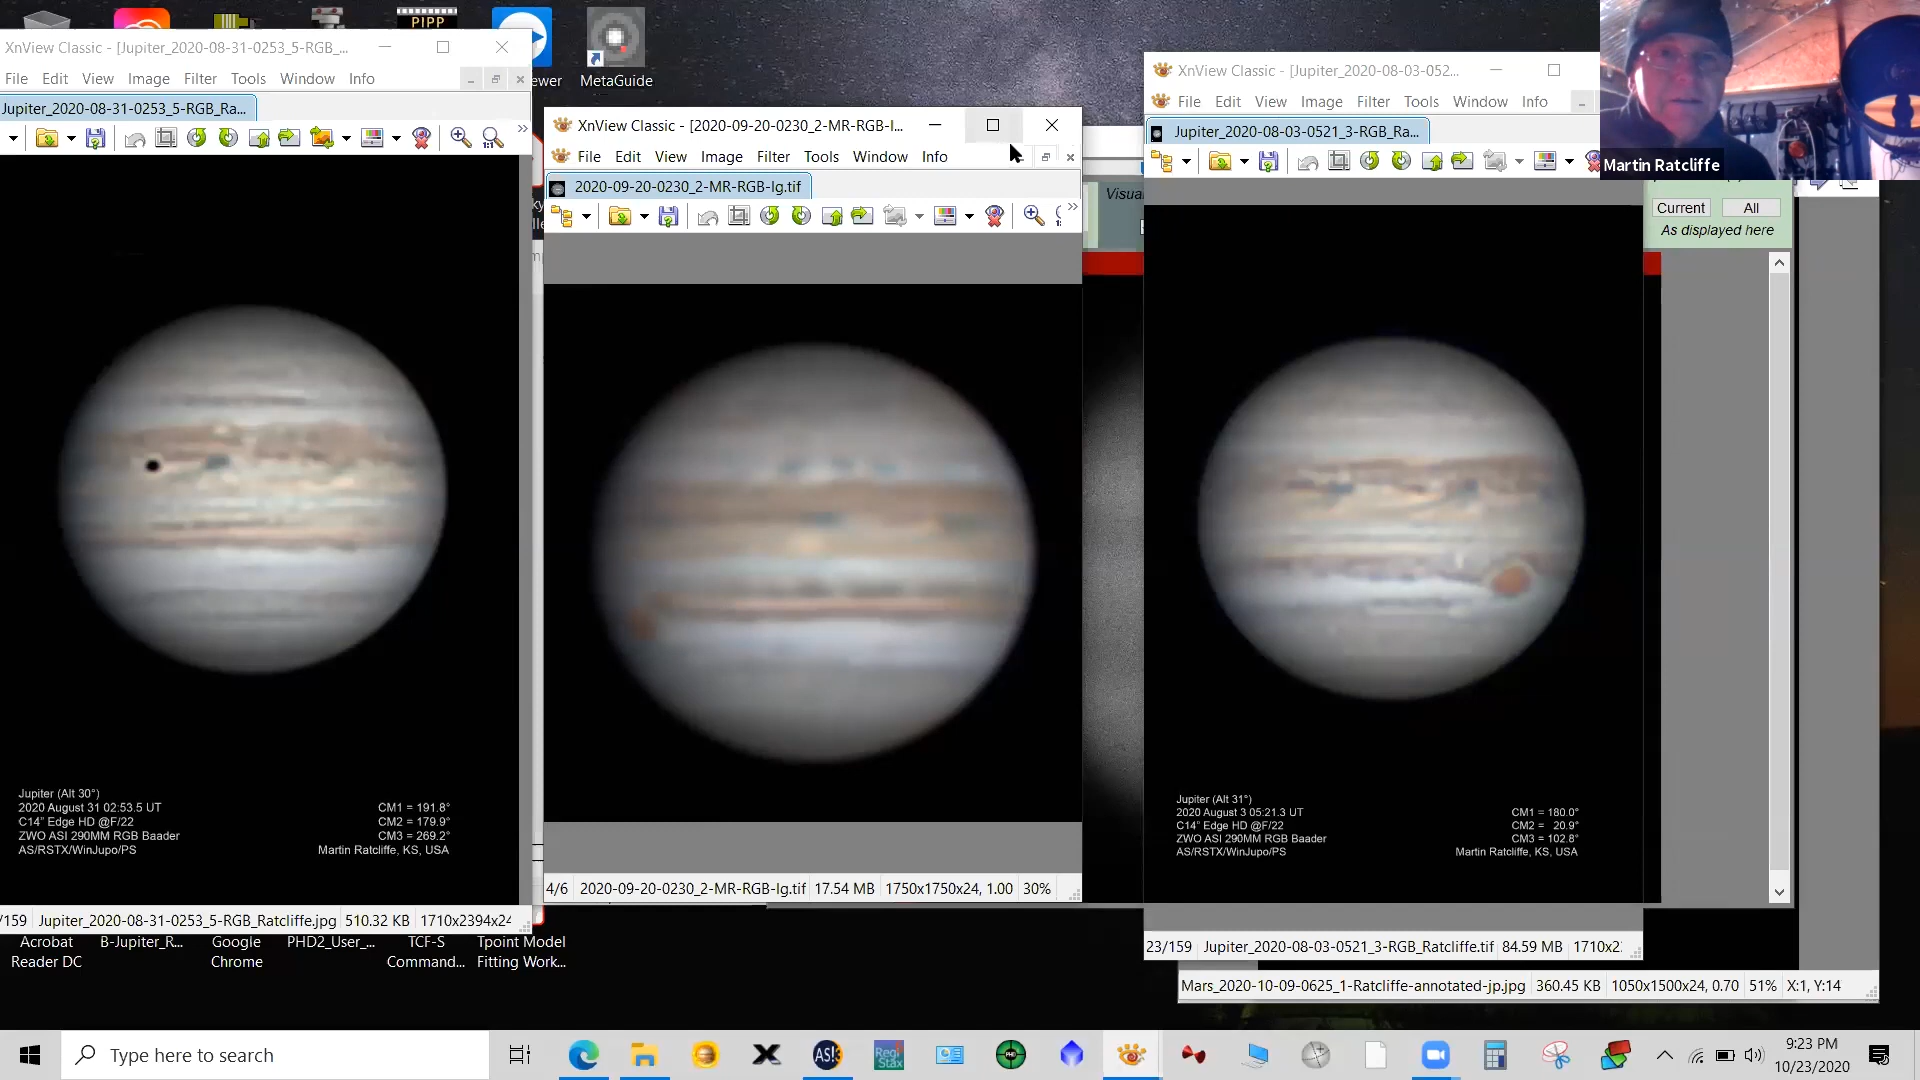 PIPP
MetaGuide
XnView Classic - [Jupiter_2020-08-31-0253_5-RGB_...
File Edit View Image Filter Tools Window Info
Jupiter_2020-08-31-0253_5-RGB_Ra...
Jupiter (Alt 30°)
2020 August 31 02:53.5 UT
C14" Edge HD @F/22
ZWO ASI 290MM RGB Baader
AS/RSTX/WinJupo/PS
CM1 = 191.8°
CM2 = 179.9°
CM3 = 269.2°
Martin Ratcliffe, KS, USA
/159 Jupiter_2020-08-31-0253_5-RGB_Ratcliffe.jpg 510.32 KB 1710x2394x24
XnView Classic - [2020-09-20-0230_2-MR-RGB-l...
File Edit View Image Filter Tools Window Info
2020-09-20-0230_2-MR-RGB-lg.tif
4/6 2020-09-20-0230_2-MR-RGB-lg.tif 17.54 MB 1750x1750x24, 1.00 30%
XnView Classic - [Jupiter_2020-08-03-052...
File Edit View Image Filter Tools Window Info
Jupiter_2020-08-03-0521_3-RGB_Ra...
Jupiter (Alt 31°)
2020 August 3 05:21.3 UT
C14" Edge HD @F/22
ZWO ASI 290MM RGB Baader
AS/RSTX/WinJupo/PS
CM1 = 180.0°
CM2 = 20.9°
CM3 = 102.8°
Martin Ratcliffe, KS, USA
23/159 Jupiter_2020-08-03-0521_3-RGB_Ratcliffe.tif 84.59 MB 1710x2
Martin Ratcliffe
Current All
As displayed here
Mars_2020-10-09-0625_1-Ratcliffe-annotated-jp.jpg 360.45 KB 1050x1500x24, 0.70 51% X:1, Y:14
Acrobat
Reader DC
B-Jupiter_R...
Google
Chrome
PHD2_User_...
TCF-S
Command...
Tpoint Model
Fitting Work...
Type here to search
AS!3
Regi
Stax
PHD
9:23 PM
10/23/2020